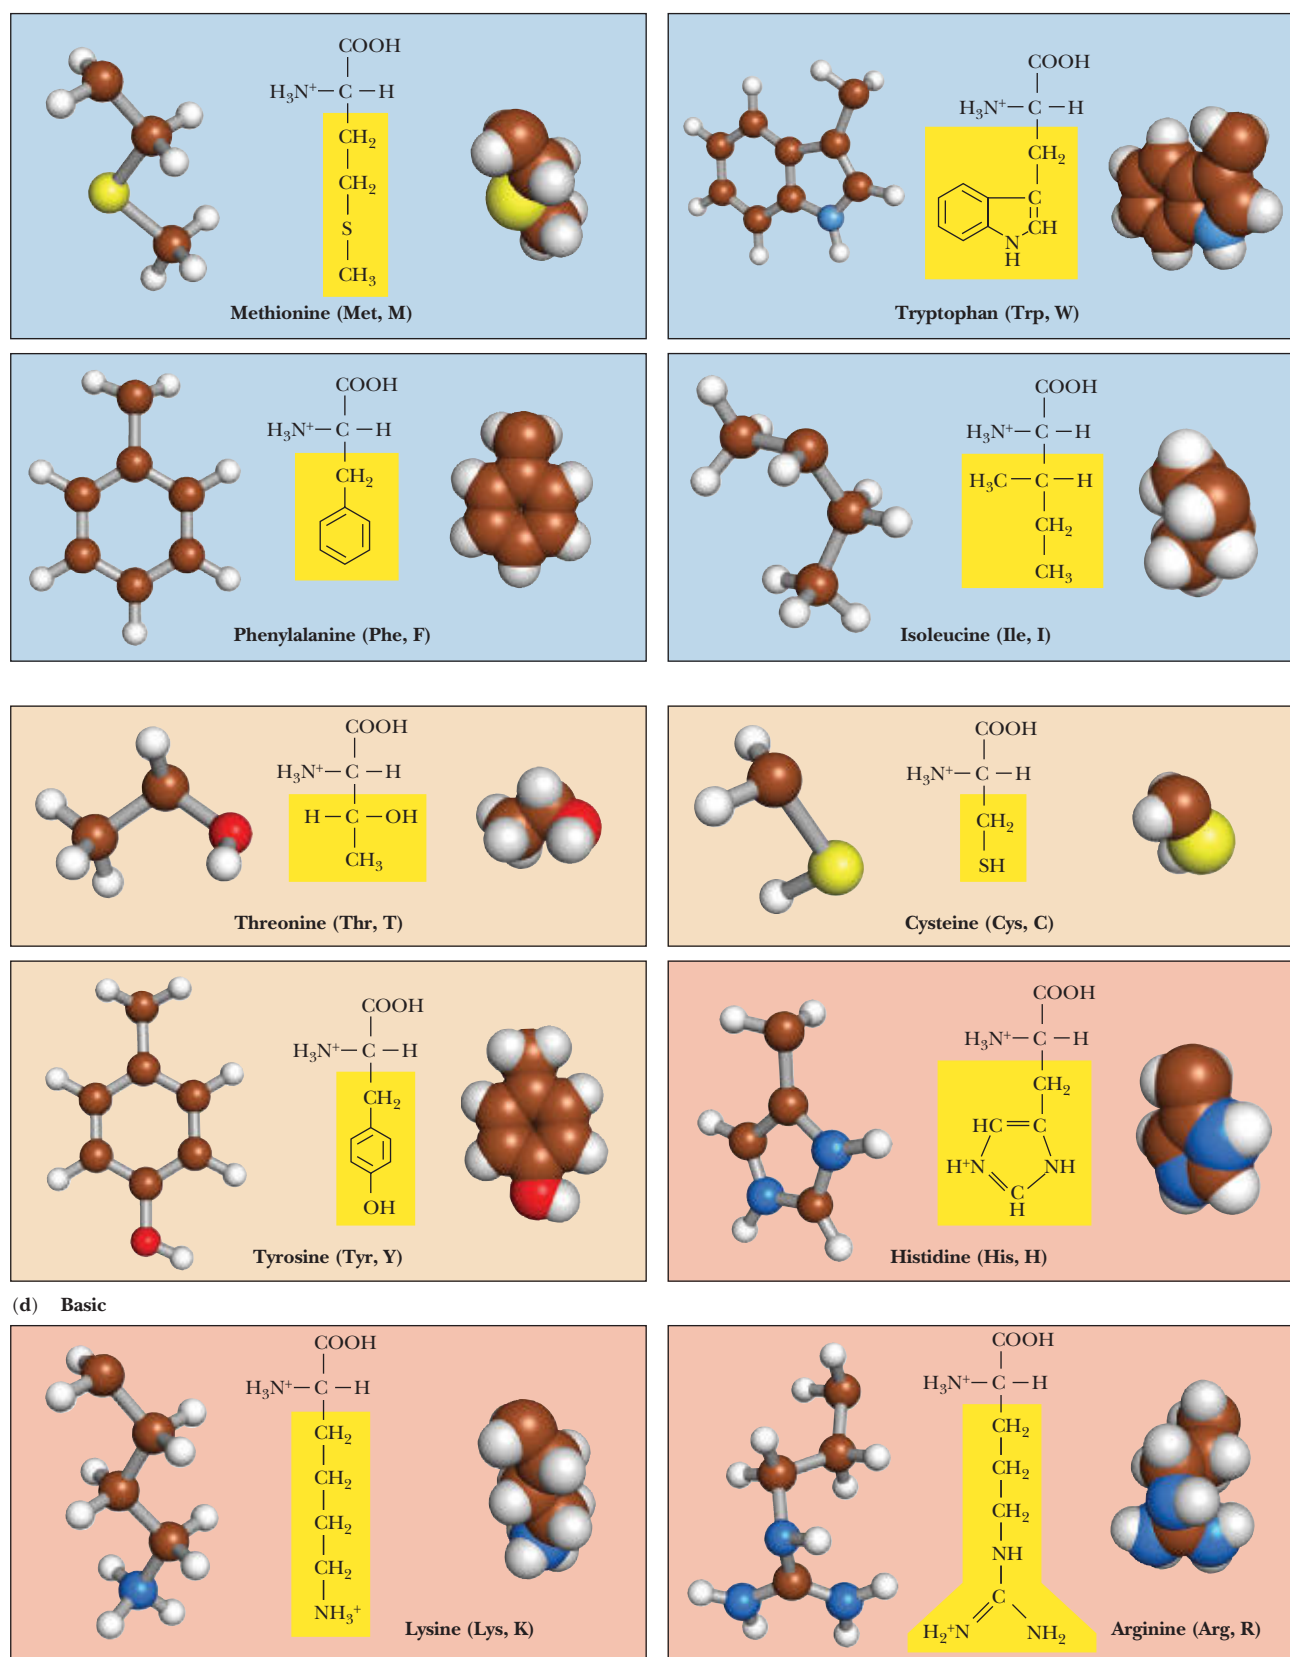 COOH
H₃N⁺—C—H
CH₂
CH₂
S
CH₃
Methionine (Met, M)
COOH
H₃N⁺—C—H
CH₂
C
CH
N
H
Tryptophan (Trp, W)
COOH
H₃N⁺—C—H
CH₂
Phenylalanine (Phe, F)
COOH
H₃N⁺—C—H
H₃C—C—H
CH₂
CH₃
Isoleucine (Ile, I)
COOH
H₃N⁺—C—H
H—C—OH
CH₃
Threonine (Thr, T)
COOH
H₃N⁺—C—H
CH₂
SH
Cysteine (Cys, C)
COOH
H₃N⁺—C—H
CH₂
OH
Tyrosine (Tyr, Y)
COOH
H₃N⁺—C—H
CH₂
HC=C
H⁺N NH
C
H
Histidine (His, H)
(d) Basic
COOH
H₃N⁺—C—H
CH₂
CH₂
CH₂
CH₂
NH₃⁺
Lysine (Lys, K)
COOH
H₃N⁺—C—H
CH₂
CH₂
CH₂
NH
C
H₂⁺N NH₂
Arginine (Arg, R)